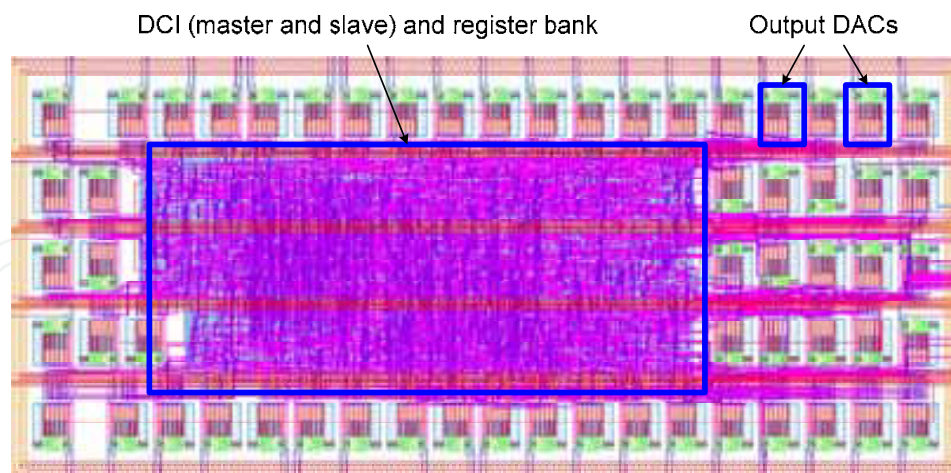 DCI (master and slave) and register bank
Output DACs